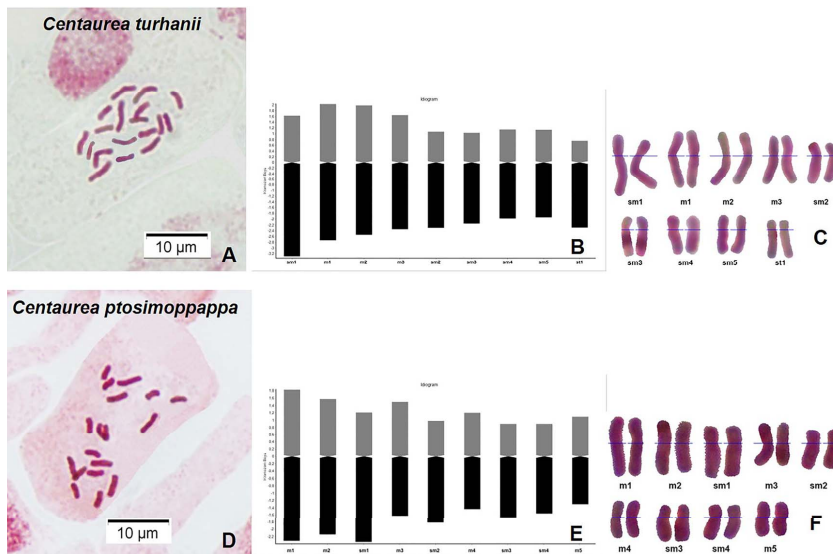 Centaurea turhanii
10 µm
A
Idiogram
B
sm1 m1 m2 m3 sm2 sm3 sm4 sm5 st1
sm1 m1 m2 m3 sm2
C
sm3 sm4 sm5 st1
Centaurea ptosimoppappa
10 µm
D
Idiogram
E
m1 m2 sm1 m3 sm2 m4 sm3 sm4 m5
m1 m2 sm1 m3 sm2
F
m4 sm3 sm4 m5